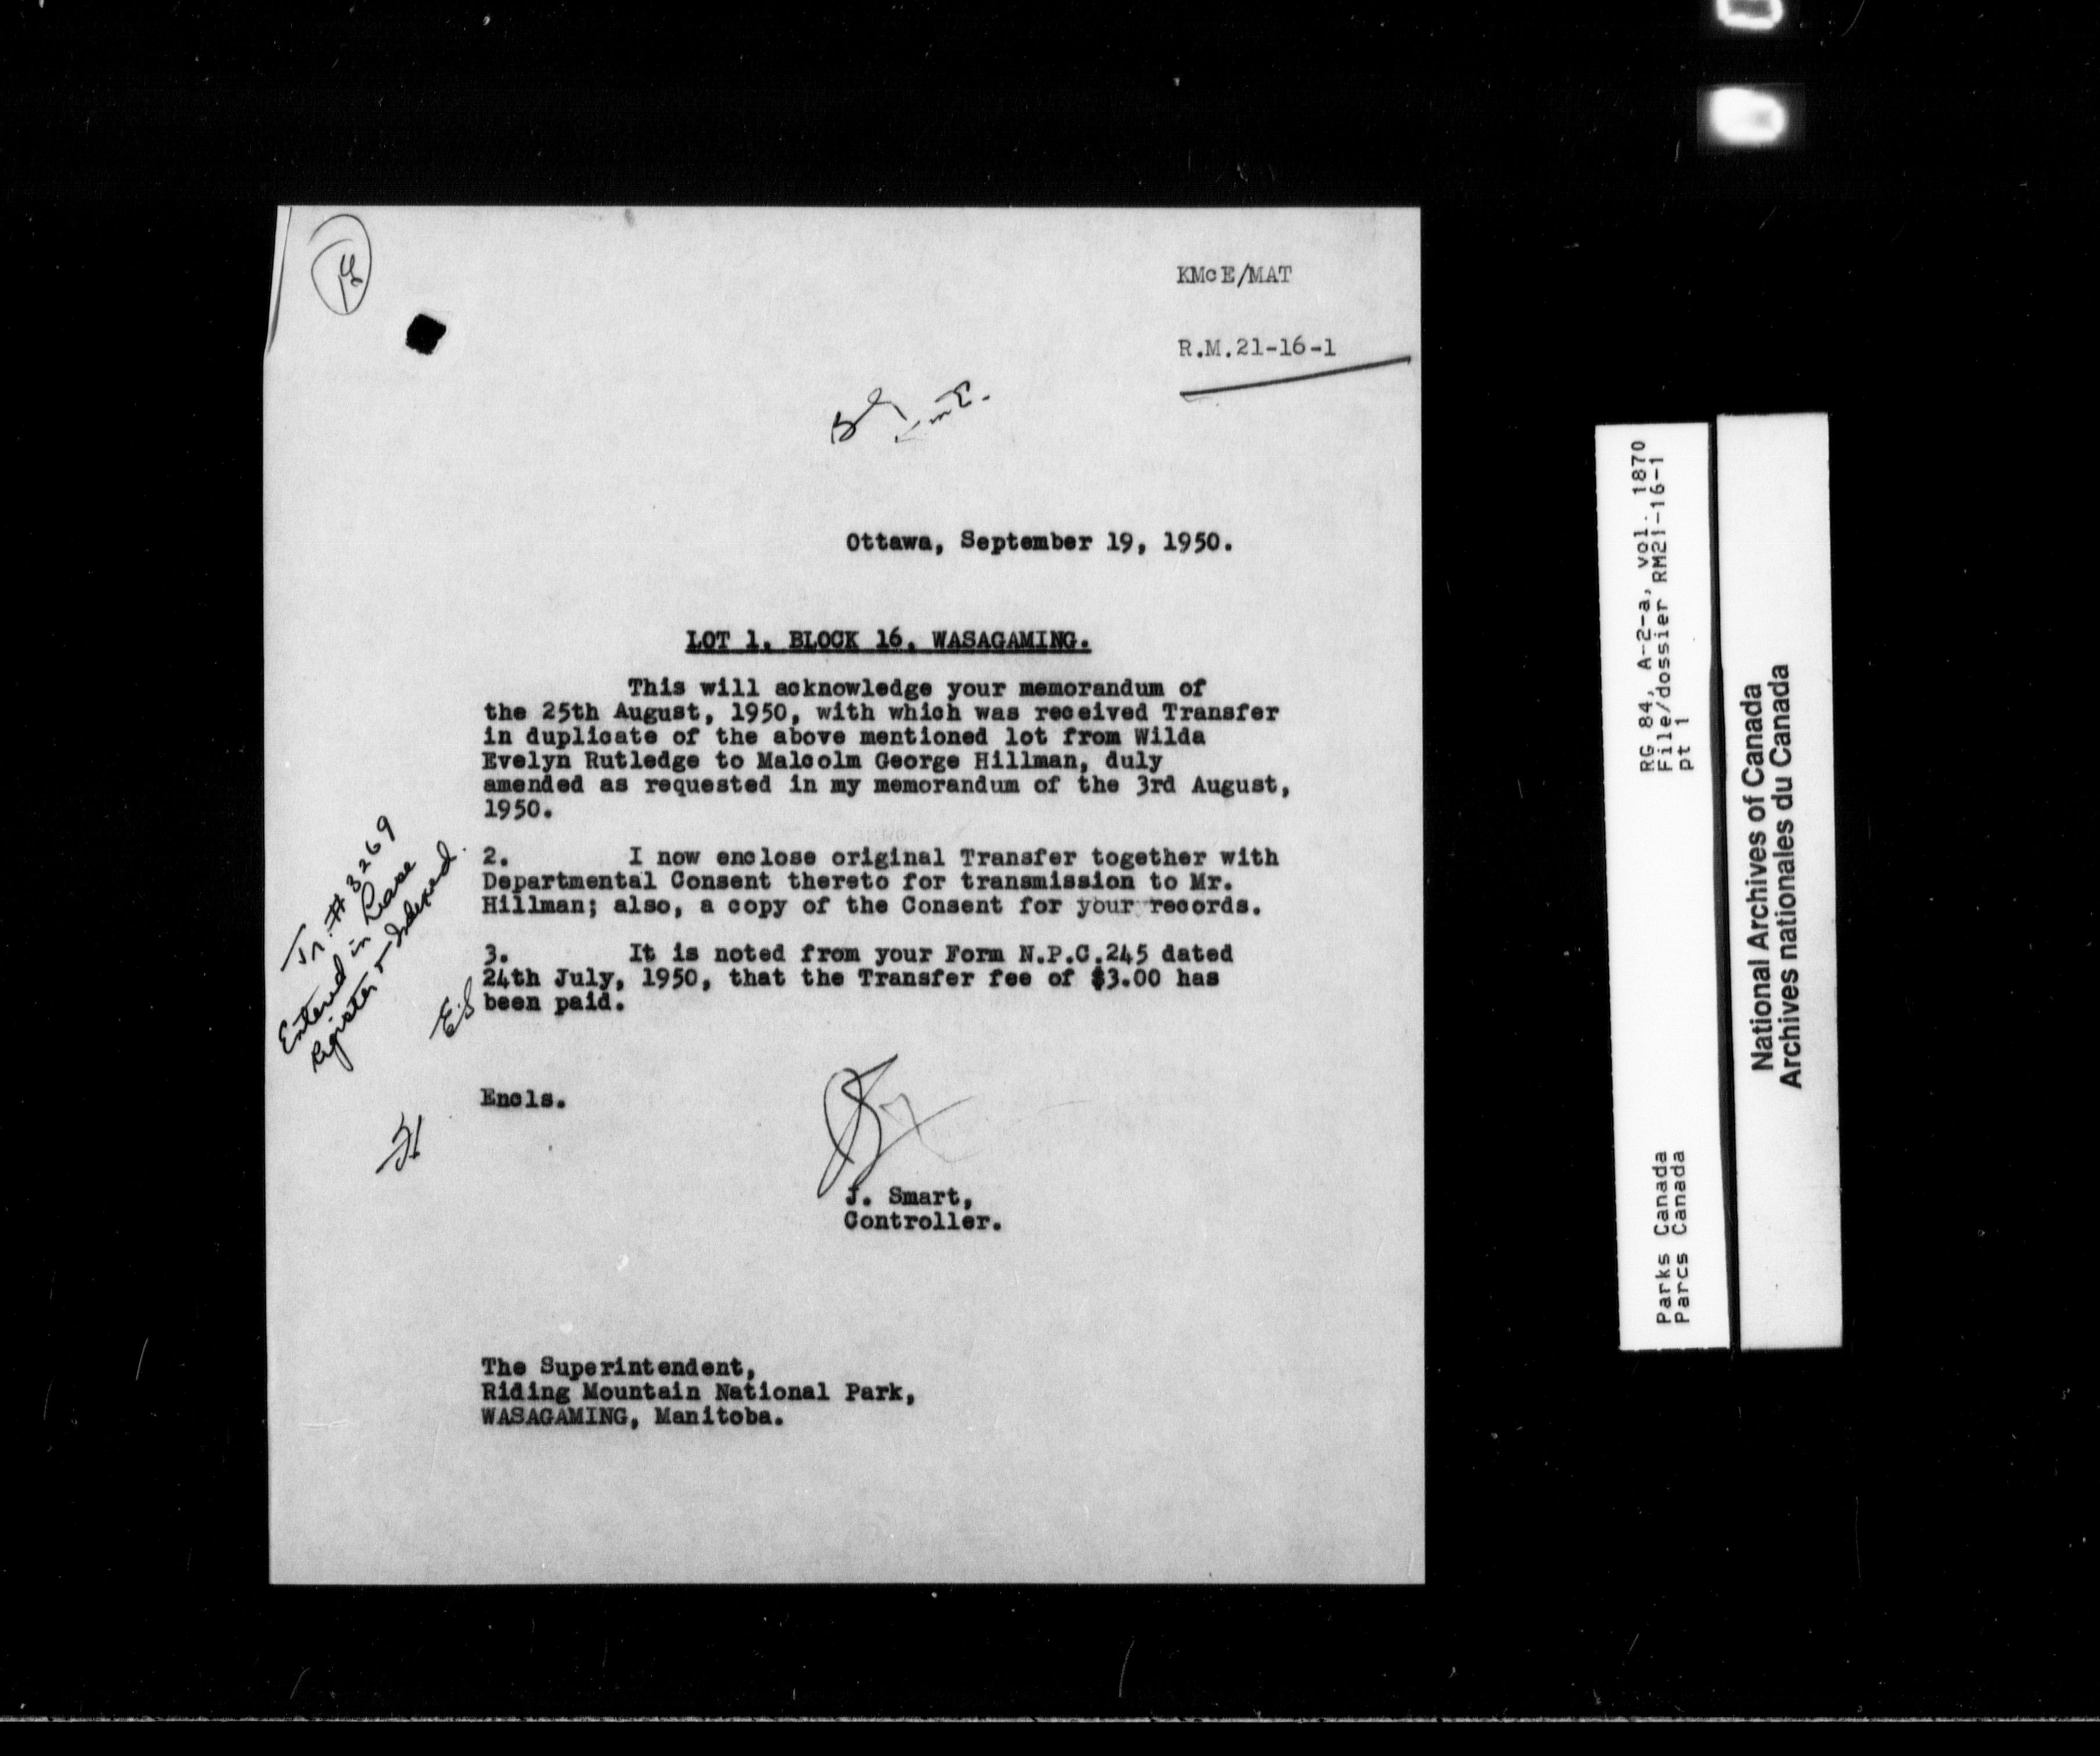 KMcE/MAT
R.M.21-16-1
Ottawa, September 19, 1950.
LOT 1, BLOCK 16, WASAGAMING.
This will acknowledge your memorandum of
the 25th August, 1950, with which was received Transfer
in duplicate of the above mentioned lot from Wilda
Evelyn Rutledge to Malcolm George Hillman, duly
amended as requested in my memorandum of the 3rd August,
1950.
2. I now enclose original Transfer together with
Departmental Consent thereto for transmission to Mr.
Hillman; also, a copy of the Consent for your records.
3. It is noted from your Form N.P.C.245 dated
24th July, 1950, that the Transfer fee of $3.00 has
been paid.
Tr. # 3269
Entered in Lease
Register & Indexed.
Encls.
J. Smart,
Controller.
The Superintendent,
Riding Mountain National Park,
WASAGAMING, Manitoba.
RG 84, A-2-a, vol. 1870
File/dossier RM21-16-1
pt 1
Parks Canada
Parcs Canada
National Archives of Canada
Archives nationales du Canada